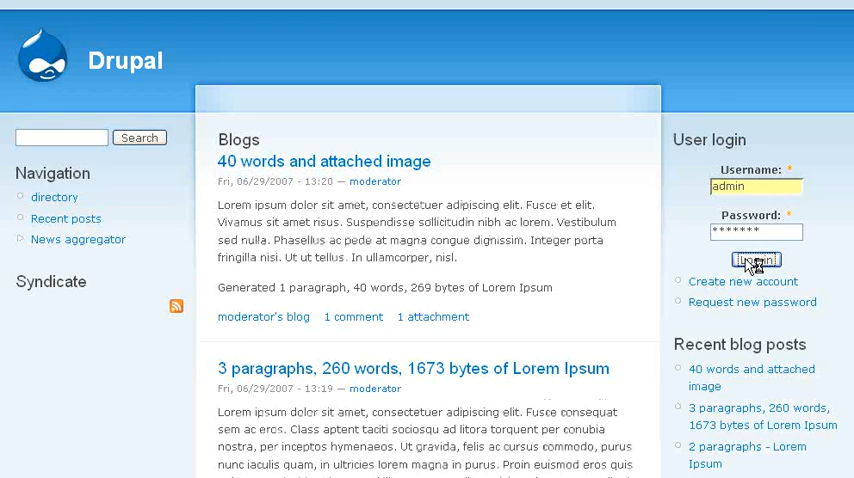 Drupal
Search
Navigation
directory
Recent posts
News aggregator
Syndicate
Blogs
40 words and attached image
Fri, 06/29/2007 - 13:20 — moderator
Lorem ipsum dolor sit amet, consectetuer adipiscing elit. Fusce et elit.
Vivamus sit amet risus. Suspendisse sollicitudin nibh ac lorem. Vestibulum
sed nulla. Phasellus ac pede at magna congue dignissim. Integer porta
fringilla nisi. Ut ut tellus. In ullamcorper, nisl.
Generated 1 paragraph, 40 words, 269 bytes of Lorem Ipsum
moderator's blog 1 comment 1 attachment
3 paragraphs, 260 words, 1673 bytes of Lorem Ipsum
Fri, 06/29/2007 - 13:19 — moderator
Lorem ipsum dolor sit amet, consectetuer adipiscing elit. Fusce consequat
sem ac eros. Class aptent taciti sociosqu ad litora torquent per conubia
nostra, per inceptos hymenaeos. Ut gravida, felis ac cursus commodo, purus
nunc iaculis quam, in ultricies lorem magna in purus. Proin euismod eros quis
User login
Username: *
admin
Password: *
*******
Create new account
Request new password
Recent blog posts
40 words and attached
image
3 paragraphs, 260 words,
1673 bytes of Lorem Ipsum
2 paragraphs - Lorem
Ipsum